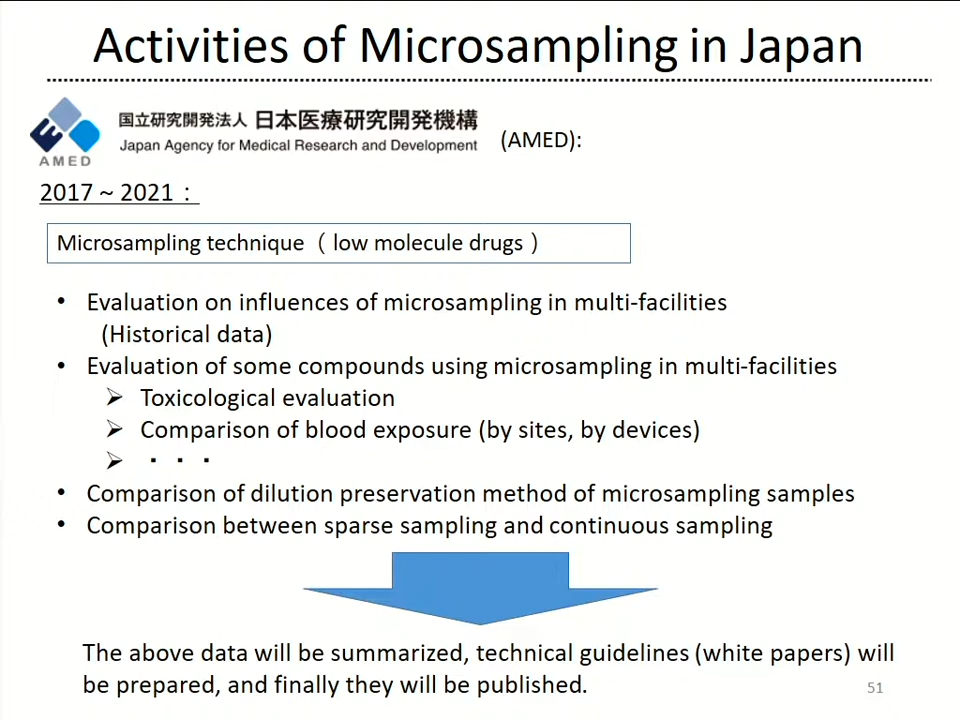 Activities of Microsampling in Japan
国立研究開発法人 日本医療研究開発機構
Japan Agency for Medical Research and Development
(AMED):
AMED
2017 ~ 2021：
Microsampling technique（low molecule drugs）
• Evaluation on influences of microsampling in multi-facilities
(Historical data)
• Evaluation of some compounds using microsampling in multi-facilities
➢ Toxicological evaluation
➢ Comparison of blood exposure (by sites, by devices)
➢ ・・・
• Comparison of dilution preservation method of microsampling samples
• Comparison between sparse sampling and continuous sampling
The above data will be summarized, technical guidelines (white papers) will
be prepared, and finally they will be published.
51